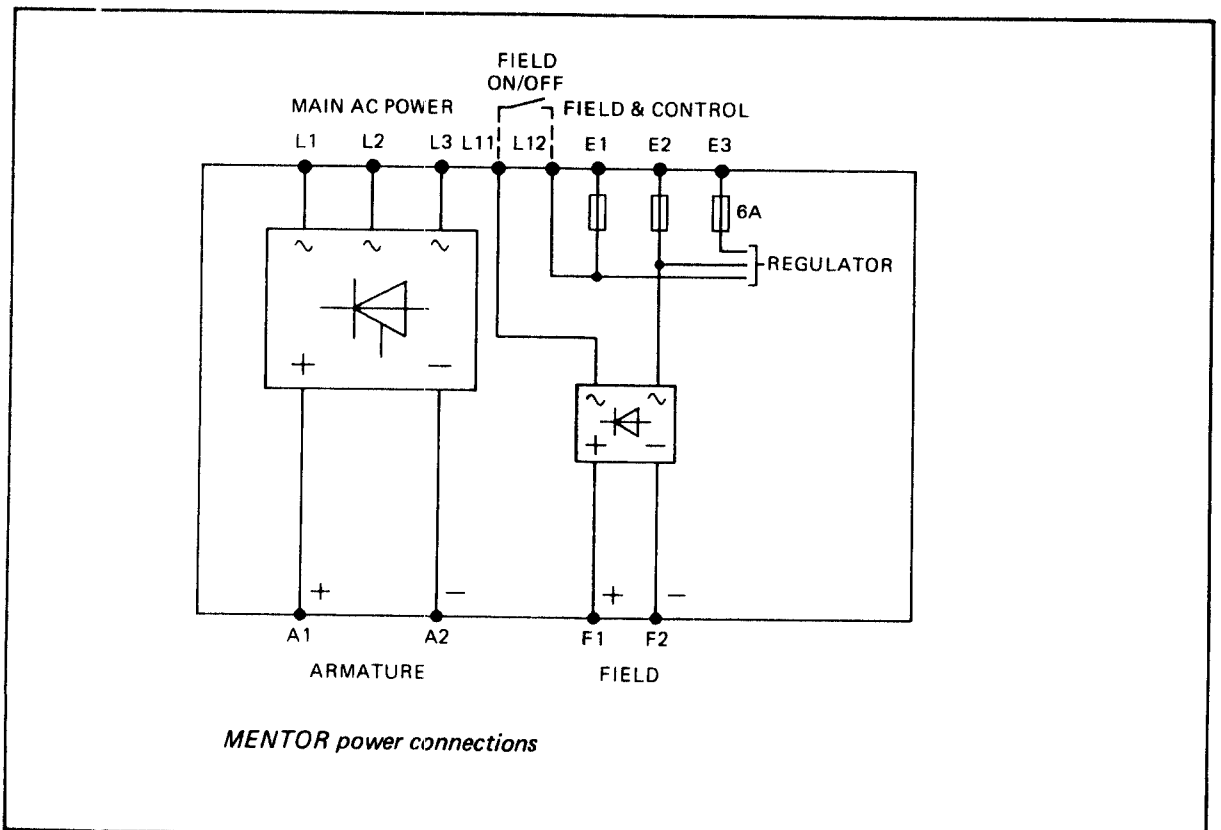 FIELD
ON/OFF
MAIN AC POWER
FIELD & CONTROL
L1 L2 L3 L11 L12 E1 E2 E3
6A
REGULATOR
~ ~ ~
+ −
~ ~
+ −
+ − + −
A1 A2 F1 F2
ARMATURE FIELD
MENTOR power connections